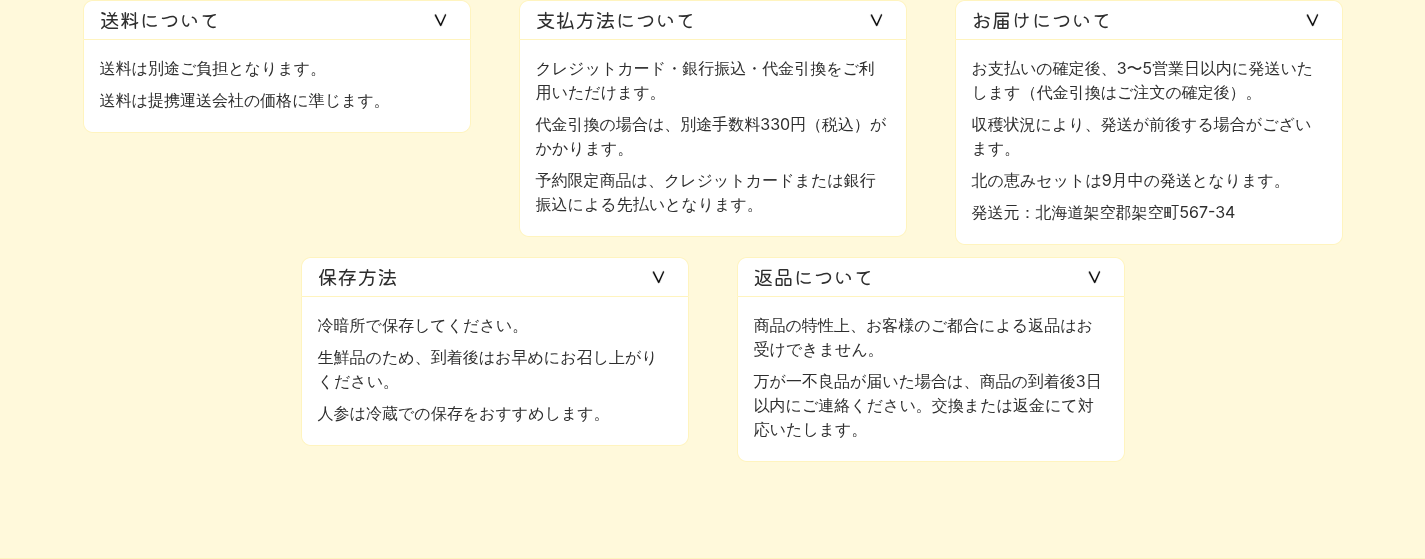 送料について
送料は別途ご負担となります。
送料は提携運送会社の価格に準じます。
支払方法について
クレジットカード・銀行振込・代金引換をご利
用いただけます。
代金引換の場合は、別途手数料330円（税込）が
かかります。
予約限定商品は、クレジットカードまたは銀行
振込による先払いとなります。
お届けについて
お支払いの確定後、3〜5営業日以内に発送いた
します（代金引換はご注文の確定後）。
収穫状況により、発送が前後する場合がござい
ます。
北の恵みセットは9月中の発送となります。
発送元：北海道架空郡架空町567-34
保存方法
冷暗所で保存してください。
生鮮品のため、到着後はお早めにお召し上がり
ください。
人参は冷蔵での保存をおすすめします。
返品について
商品の特性上、お客様のご都合による返品はお
受けできません。
万が一不良品が届いた場合は、商品の到着後3日
以内にご連絡ください。交換または返金にて対
応いたします。